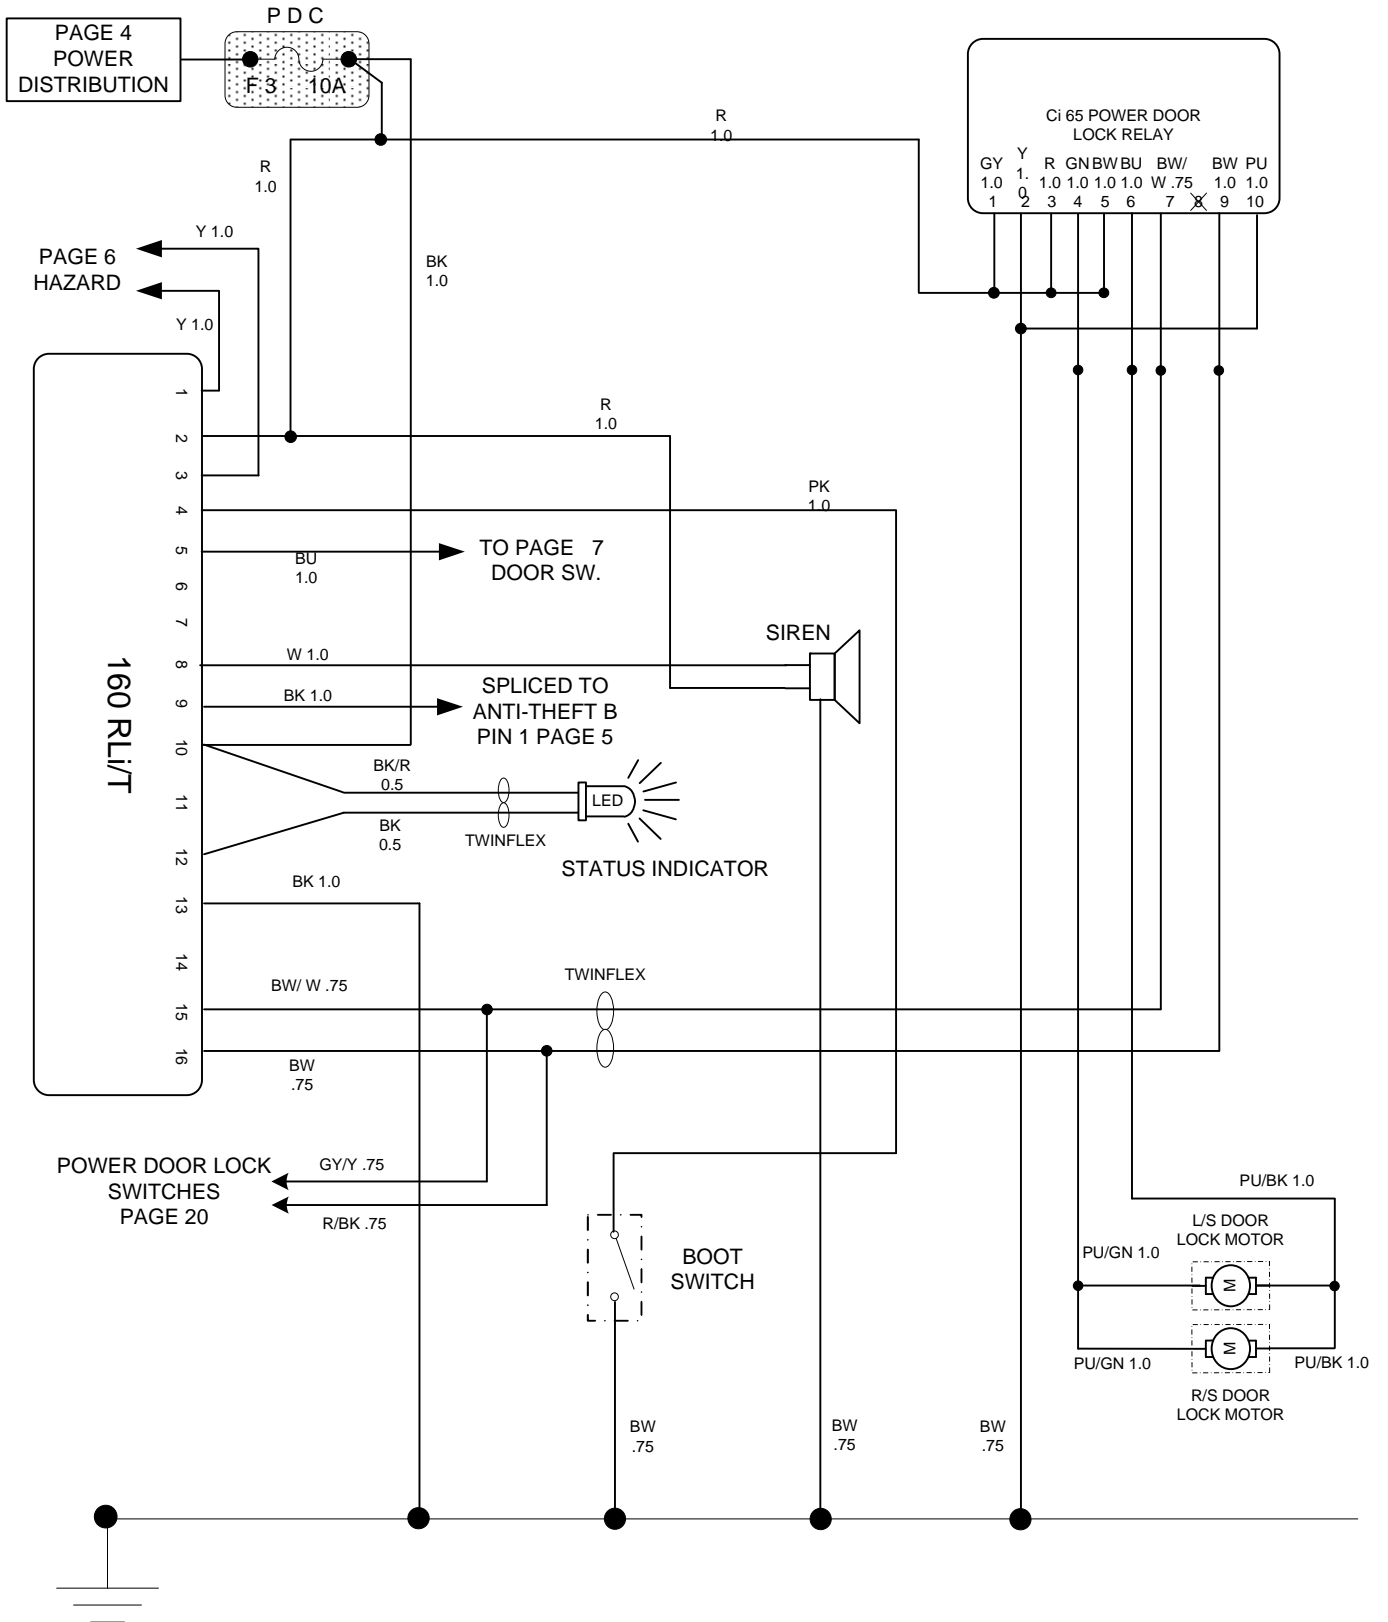 P D C
PAGE 4
POWER
DISTRIBUTION
F 3 10A
R
1.0
R
1.0
Ci 65 POWER DOOR
LOCK RELAY
GY
1.0
1
Y
1.
0
2
R
1.0
3
GN
1.0
4
BW
1.0
5
BU
1.0
6
BW/
W .75
7
8
BW
1.0
9
PU
1.0
10
Y 1.0
PAGE 6
HAZARD
BK
1.0
Y 1.0
160 RLi/T
1
2
3
4
5
6
7
8
9
10
11
12
13
14
15
16
R
1.0
PK
1.0
BU
1.0
TO PAGE 7
DOOR SW.
SIREN
W 1.0
BK 1.0
SPLICED TO
ANTI-THEFT B
PIN 1 PAGE 5
BK/R
0.5
LED
BK
0.5
TWINFLEX
STATUS INDICATOR
BK 1.0
BW/ W .75
TWINFLEX
BW
.75
POWER DOOR LOCK
SWITCHES
PAGE 20
GY/Y .75
R/BK .75
BOOT
SWITCH
PU/BK 1.0
L/S DOOR
LOCK MOTOR
PU/GN 1.0
M
M
PU/GN 1.0
PU/BK 1.0
R/S DOOR
LOCK MOTOR
BW
.75
BW
.75
BW
.75